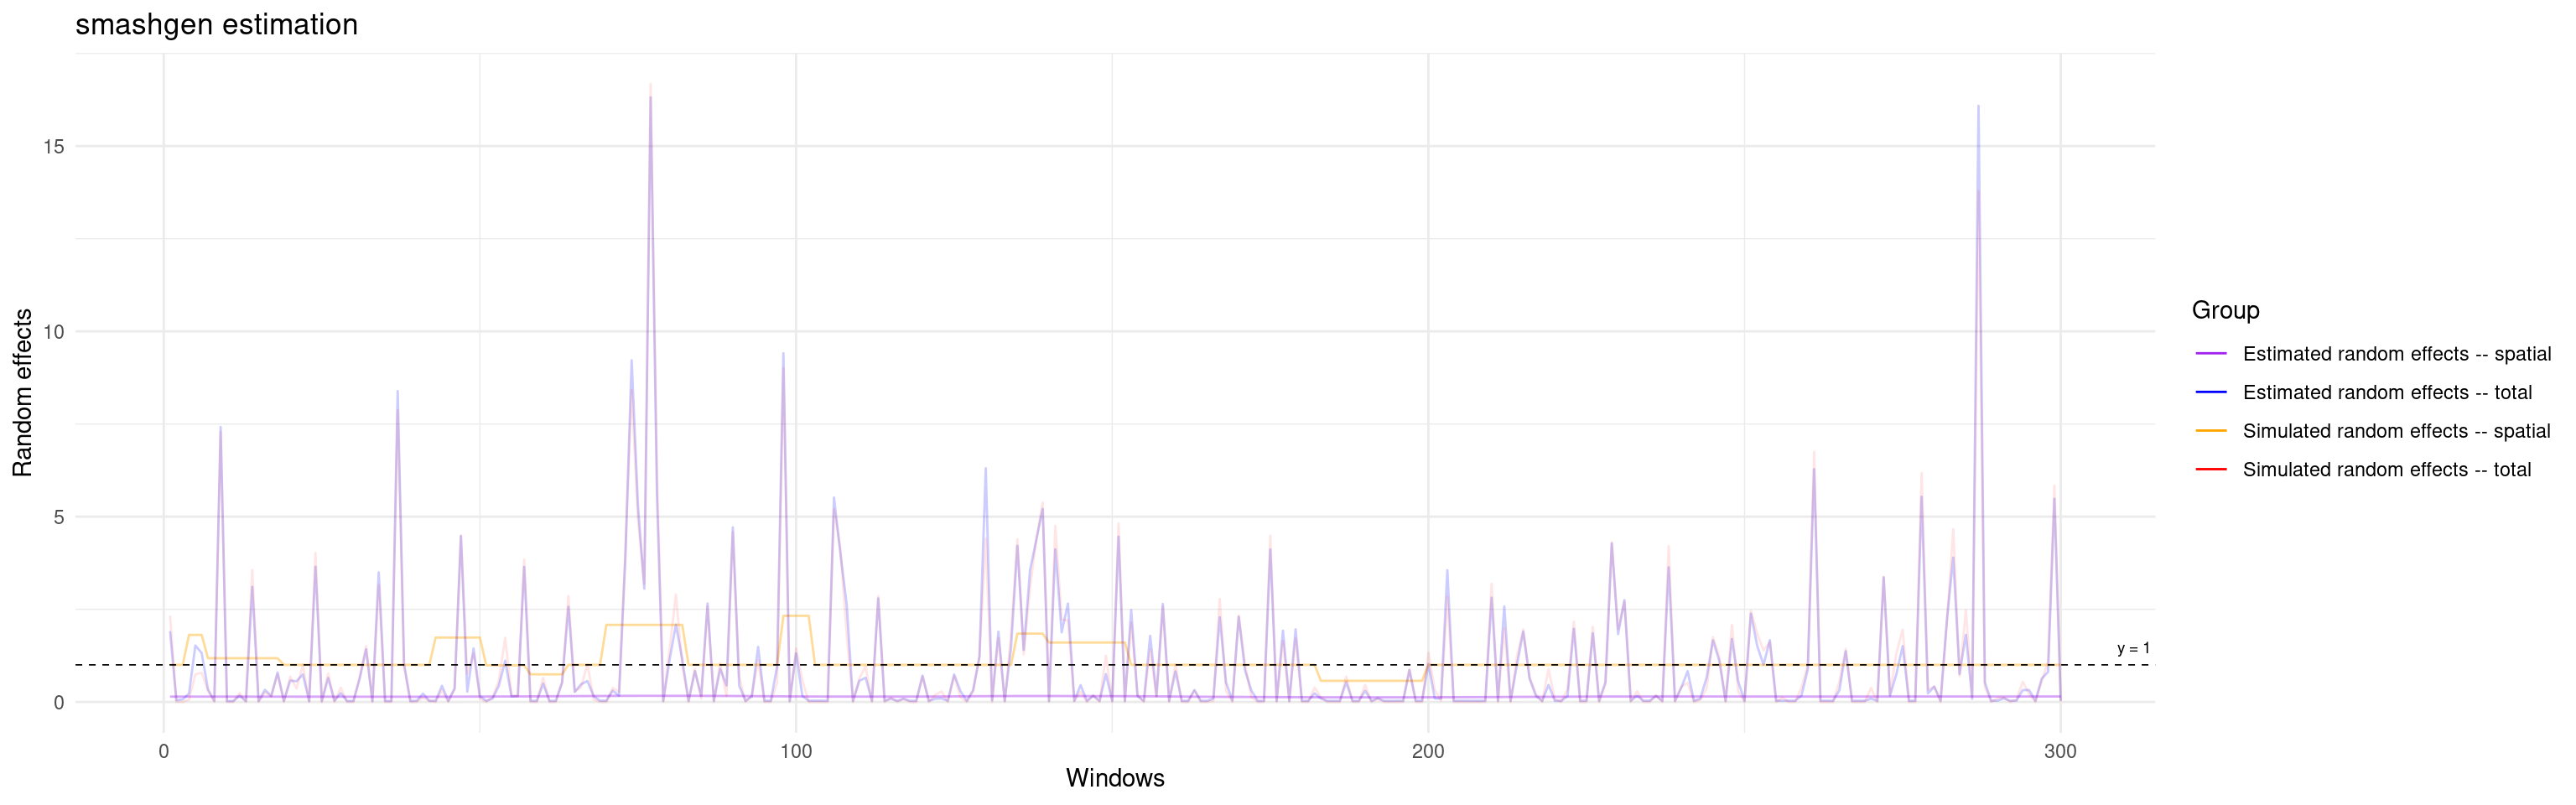 smashgen estimation
Random effects
15
10
5
0
y = 1
0
100
200
300
Windows
Group
Estimated random effects -- spatial
Estimated random effects -- total
Simulated random effects -- spatial
Simulated random effects -- total